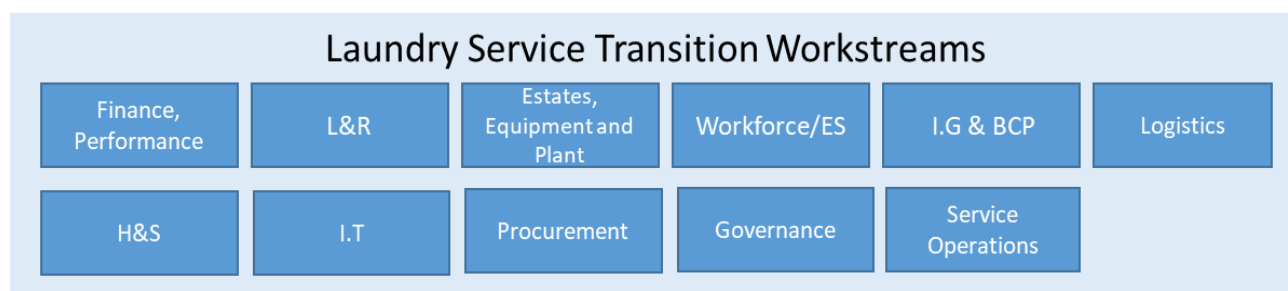 Laundry Service Transition Workstreams
Finance,
Performance
L&R
Estates,
Equipment and
Plant
Workforce/ES
I.G & BCP
Logistics
H&S
I.T
Procurement
Governance
Service
Operations